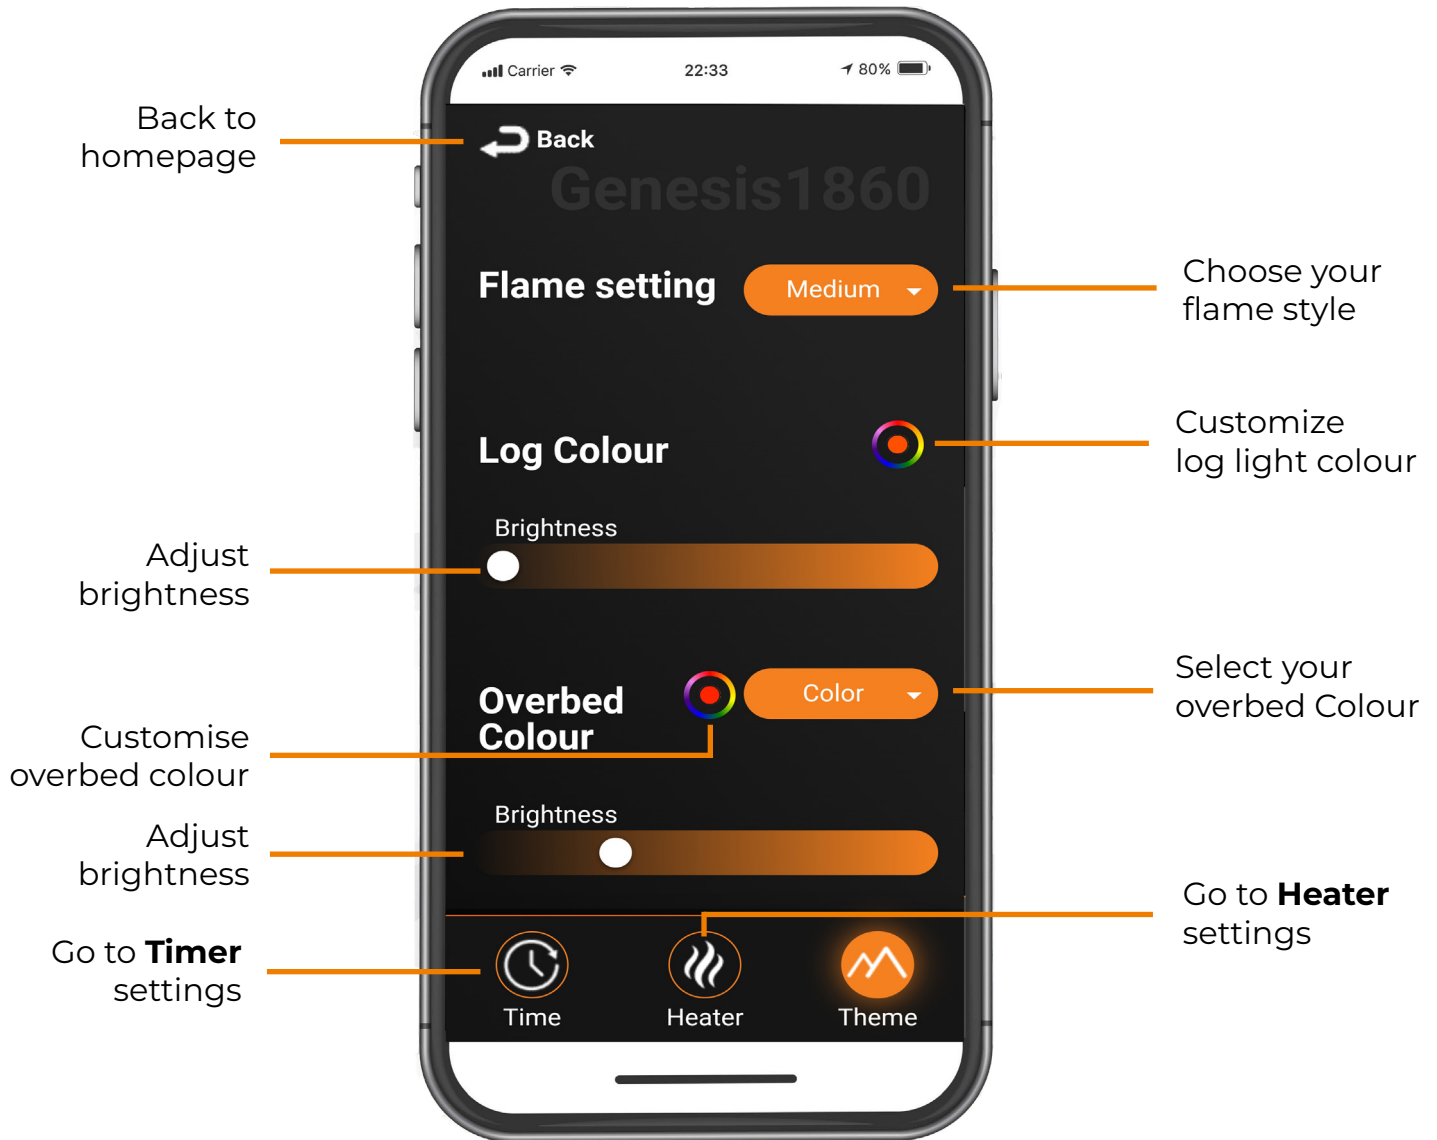 Carrier
22:33
80%
Back to
homepage
Back
Genesis1860
Flame setting
Medium
Choose your
flame style
Log Colour
Customize
log light colour
Brightness
Adjust
brightness
Overbed
Colour
Color
Select your
overbed Colour
Customise
overbed colour
Brightness
Adjust
brightness
Go to Heater
settings
Go to Timer
settings
Time
Heater
Theme